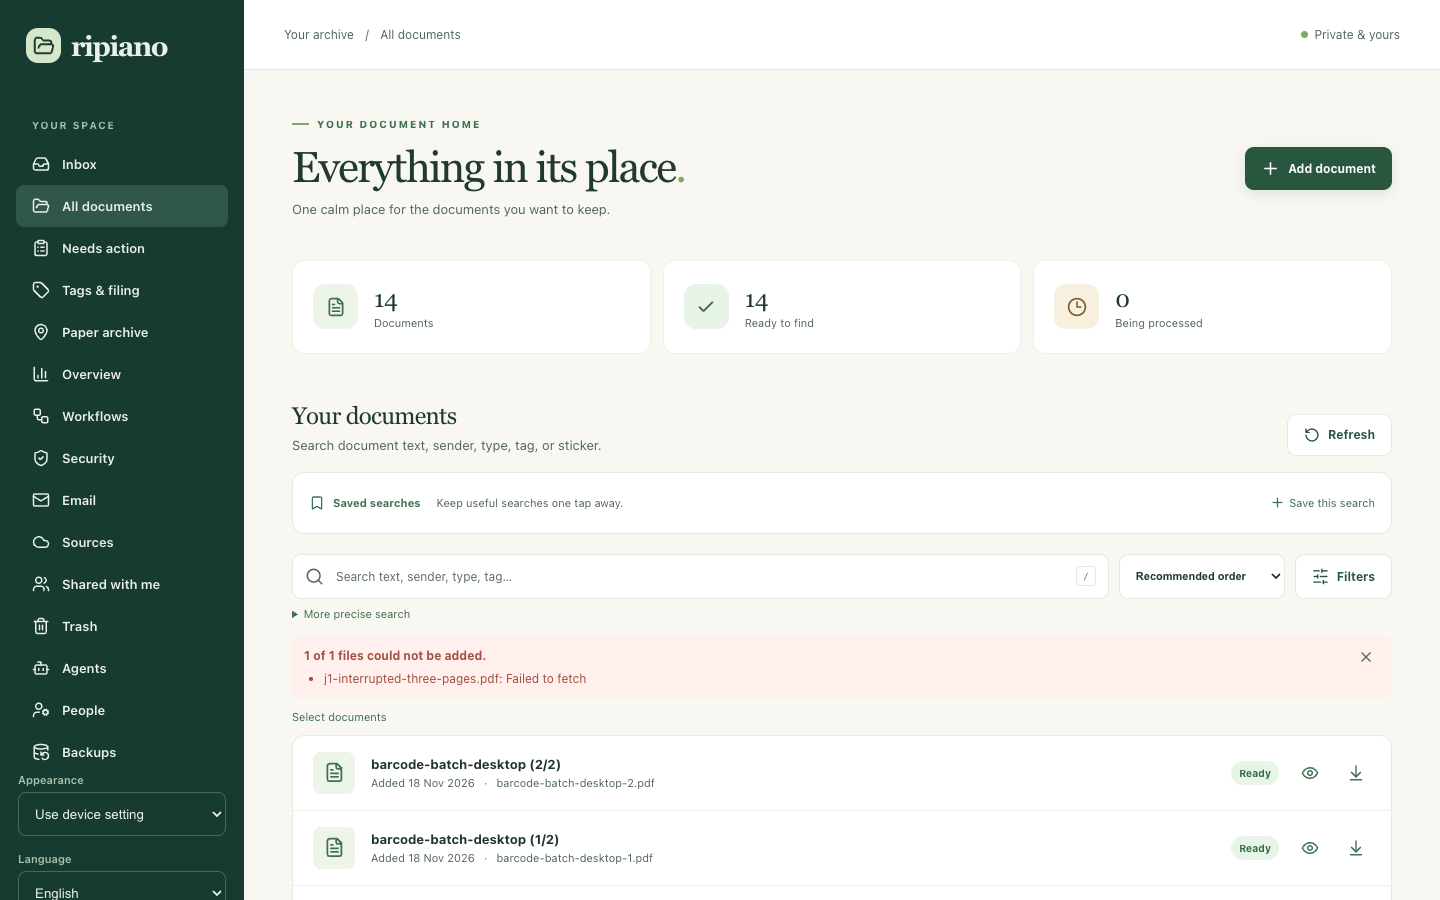 ripiano
YOUR SPACE
Inbox
All documents
Needs action
Tags & filing
Paper archive
Overview
Workflows
Security
Email
Sources
Shared with me
Trash
Agents
People
Backups
Appearance
Use device setting
Language
English
Your archive / All documents
Private & yours
YOUR DOCUMENT HOME
Everything in its place.
One calm place for the documents you want to keep.
Add document
14
Documents
14
Ready to find
0
Being processed
Your documents
Search document text, sender, type, tag, or sticker.
Refresh
Saved searches Keep useful searches one tap away.
Save this search
Search text, sender, type, tag...
/
Recommended order
Filters
More precise search
1 of 1 files could not be added.
• j1-interrupted-three-pages.pdf: Failed to fetch
Select documents
barcode-batch-desktop (2/2)
Added 18 Nov 2026 · barcode-batch-desktop-2.pdf
Ready
barcode-batch-desktop (1/2)
Added 18 Nov 2026 · barcode-batch-desktop-1.pdf
Ready